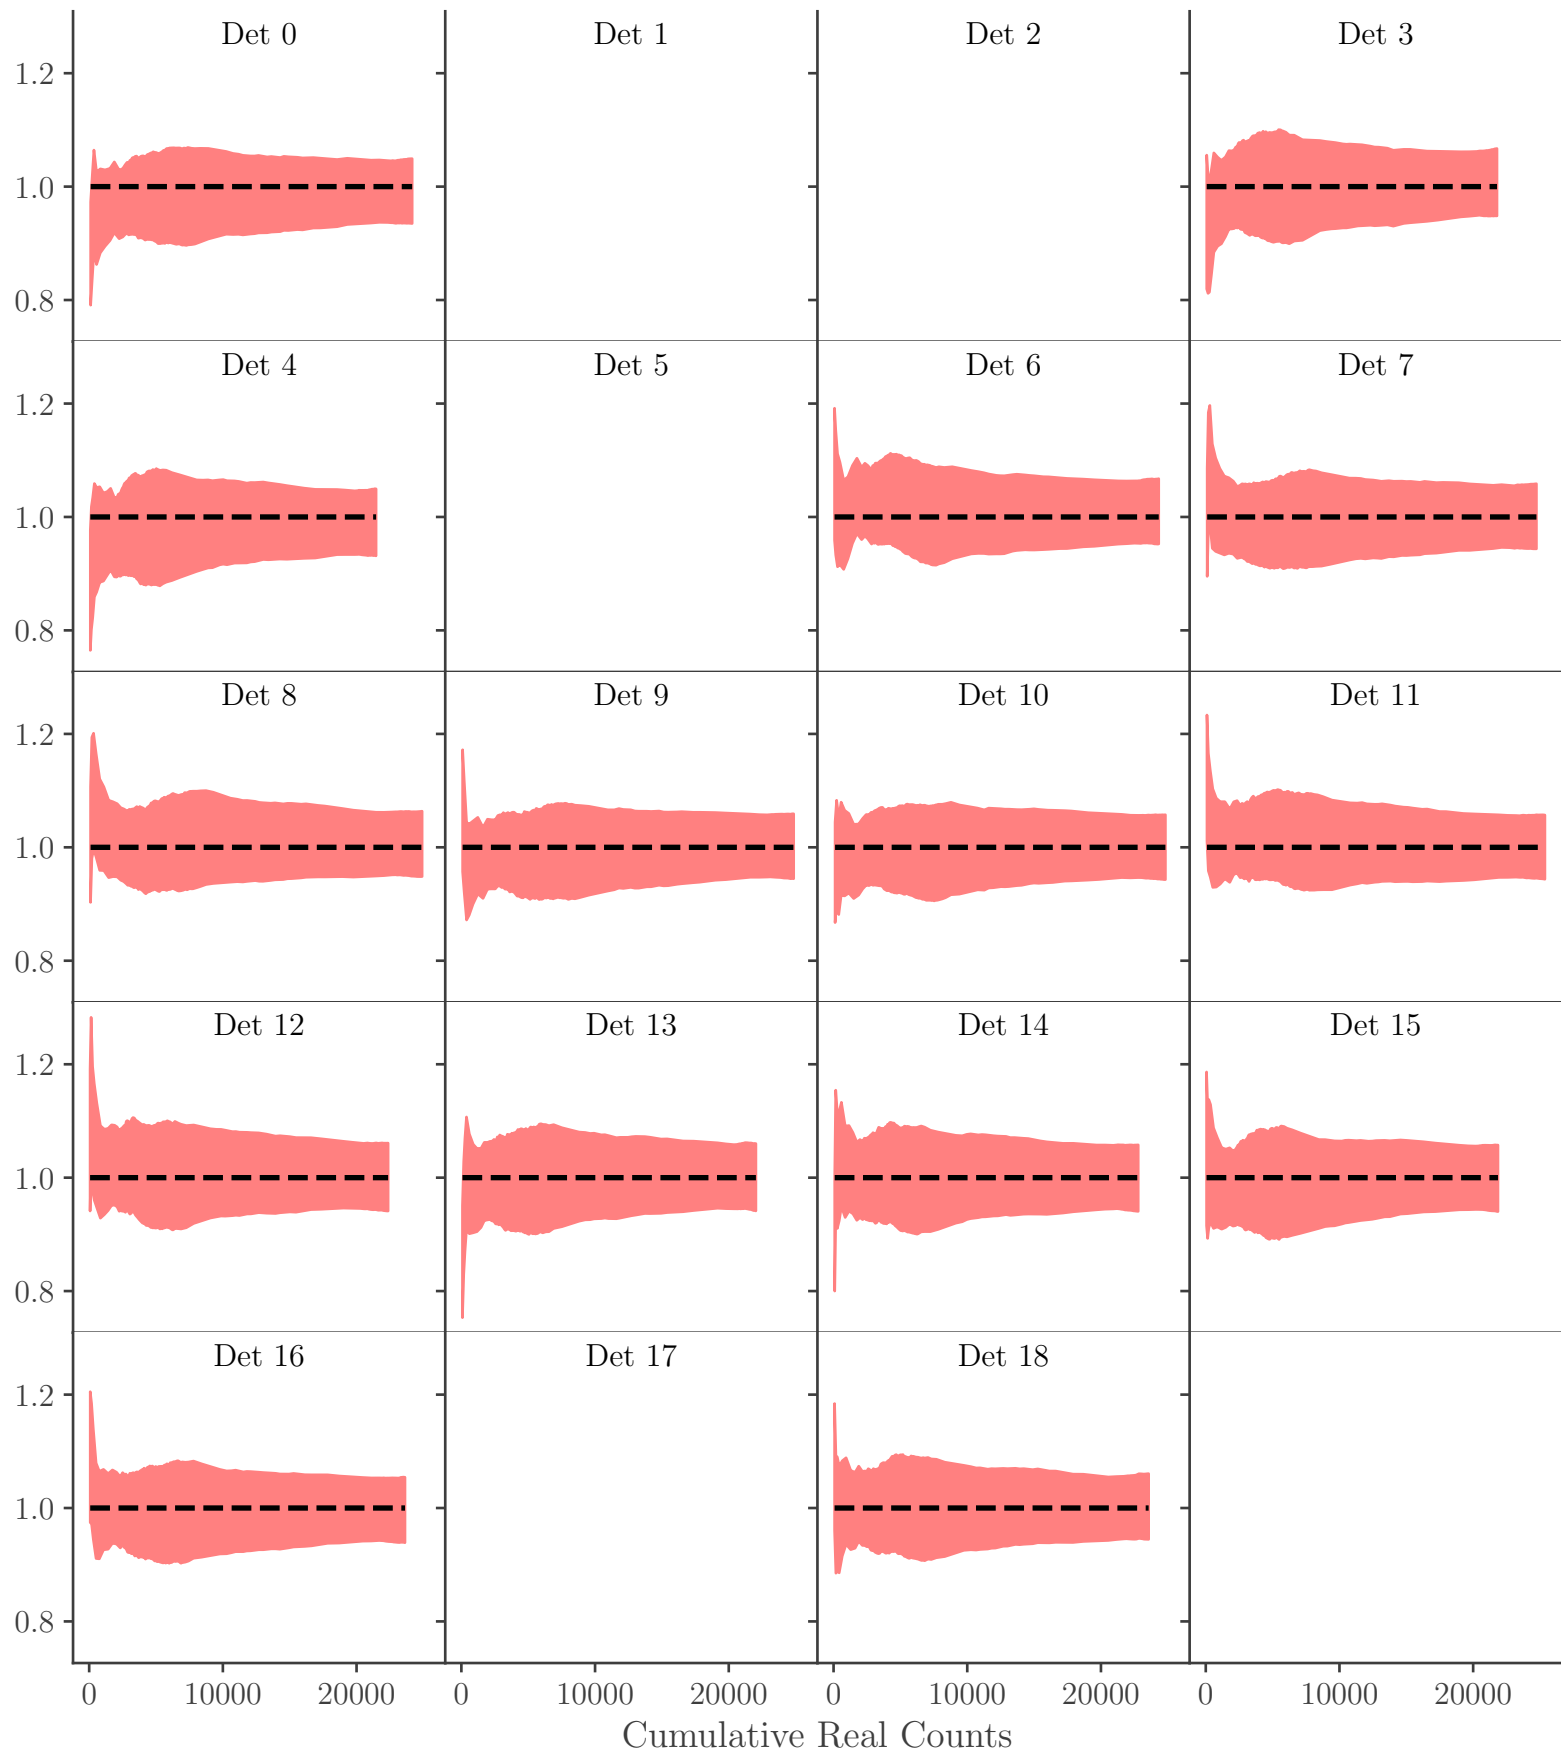 Det 0 Det 1 Det 2 Det 3
1.2
1.0
0.8
Det 4 Det 5 Det 6 Det 7
1.2
1.0
0.8
Det 8 Det 9 Det 10 Det 11
1.2
1.0
0.8
Det 12 Det 13 Det 14 Det 15
1.2
1.0
0.8
Det 16 Det 17 Det 18
1.2
1.0
0.8
0 10000 20000 0 10000 20000 0 10000 20000 0 10000 20000
Cumulative Real Counts